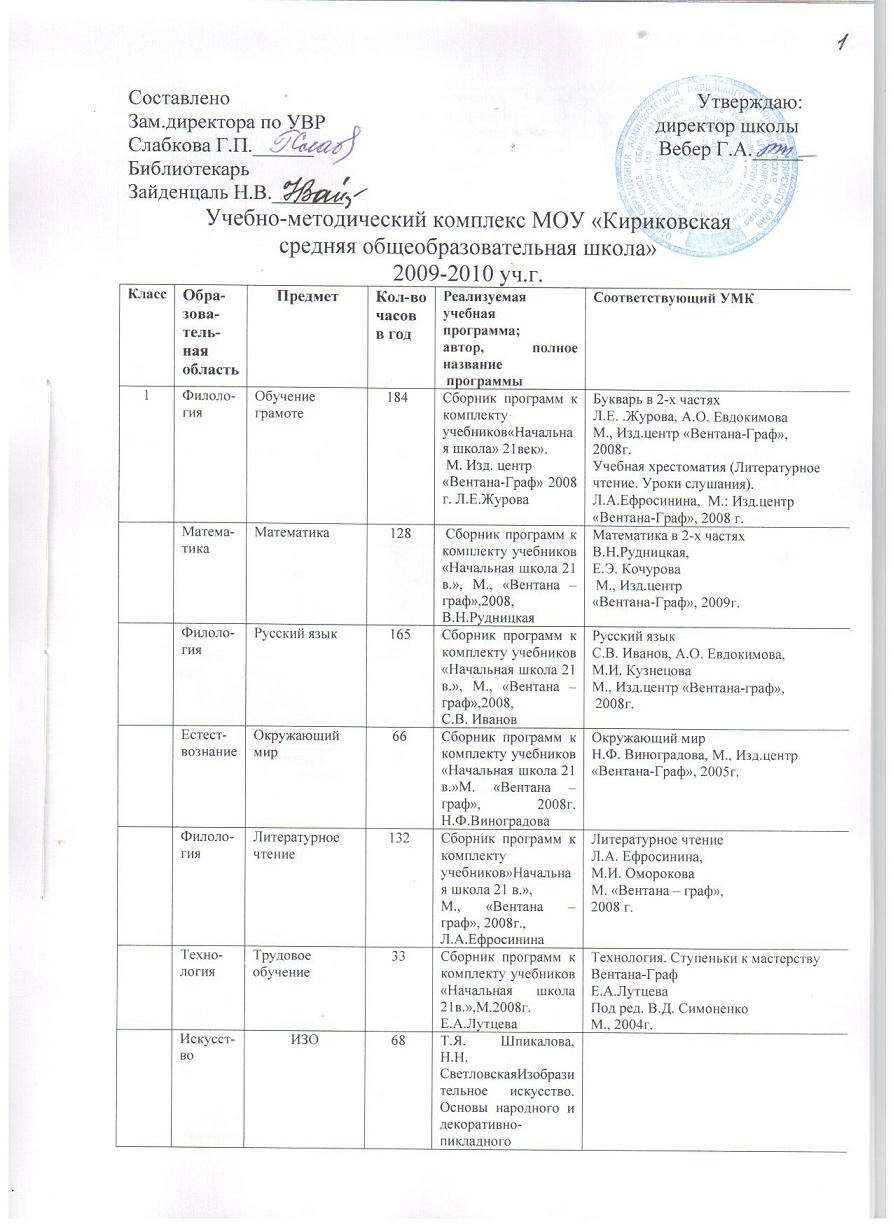 1
Составлено
Утверждаю:
Зам.директора по УВР
директор школы
Слабкова Г.П.
Вебер Г.А.
Библиотекарь
Зайденцаль Н.В.
Учебно-методический комплекс МОУ «Кириковская
средняя общеобразовательная школа»
2009-2010 уч.г.
Класс
Обра-
зова-
тель-
ная
область
Предмет
Кол-во
часов
в год
Реализуемая
учебная
программа;
автор, полное
название
программы
Соответствующий УМК
1
Филоло-
гия
Обучение
грамоте
184
Сборник программ к
комплекту
учебников«Начальна
я школа» 21век».
М. Изд. центр
«Вентана-Граф» 2008
г. Л.Е.Журова
Букварь в 2-х частях
Л.Е. .Журова, А.О. Евдокимова
М., Изд.центр «Вентана-Граф»,
2008г.
Учебная хрестоматия (Литературное
чтение. Уроки слушания).
Л.А.Ефросинина, М.: Изд.центр
«Вентана-Граф», 2008 г.
Матема-
тика
Математика
128
Сборник программ к
комплекту учебников
«Начальная школа 21
в.», М., «Вентана –
граф»,2008,
В.Н.Рудницкая
Математика в 2-х частях
В.Н.Рудницкая,
Е.Э. Кочурова
М., Изд.центр
«Вентана-Граф», 2009г.
Филоло-
гия
Русский язык
165
Сборник программ к
комплекту учебников
«Начальная школа 21
в.», М., «Вентана –
граф»,2008,
С.В. Иванов
Русский язык
С.В. Иванов, А.О. Евдокимова,
М.И. Кузнецова
М., Изд.центр «Вентана-граф»,
2008г.
Естест-
вознание
Окружающий
мир
66
Сборник программ к
комплекту учебников
«Начальная школа 21
в.»М. «Вентана –
граф», 2008г.
Н.Ф.Виноградова
Окружающий мир
Н.Ф. Виноградова, М., Изд.центр
«Вентана-Граф», 2005г.
Филоло-
гия
Литературное
чтение
132
Сборник программ к
комплекту
учебников»Начальна
я школа 21 в.»,
М., «Вентана –
граф», 2008г.,
Л.А.Ефросинина
Литературное чтение
Л.А. Ефросинина,
М.И. Оморокова
М. «Вентана – граф»,
2008 г.
Техно-
логия
Трудовое
обучение
33
Сборник программ к
комплекту учебников
«Начальная школа
21в.»,М.2008г.
Е.А.Лутцева
Технология. Ступеньки к мастерству
Вентана-Граф
Е.А.Лутцева
Под ред. В.Д. Симоненко
М., 2004г.
Искусст-
во
ИЗО
68
Т.Я. Шпикалова,
Н.Н.
СветловскаяИзобрази
тельное искусство.
Основы народного и
декоративно-
пикладного